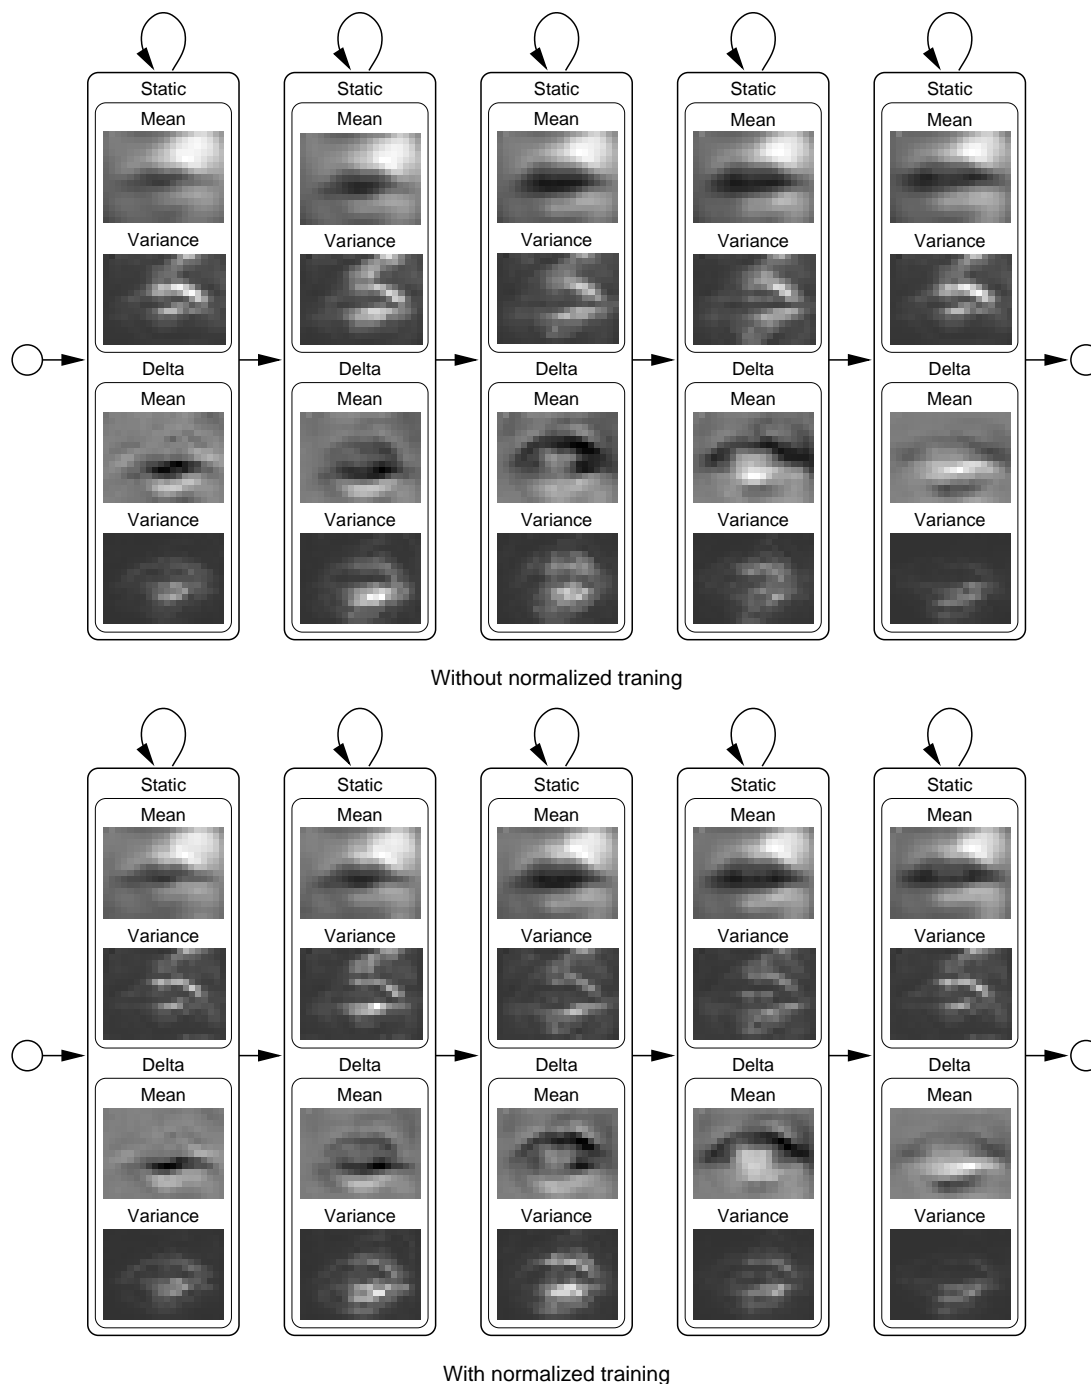 Static Static Static Static Static
Mean Mean Mean Mean Mean
Variance Variance Variance Variance Variance
Delta Delta Delta Delta Delta
Mean Mean Mean Mean Mean
Variance Variance Variance Variance Variance
Without normalized traning
Static Static Static Static Static
Mean Mean Mean Mean Mean
Variance Variance Variance Variance Variance
Delta Delta Delta Delta Delta
Mean Mean Mean Mean Mean
Variance Variance Variance Variance Variance
With normalized training